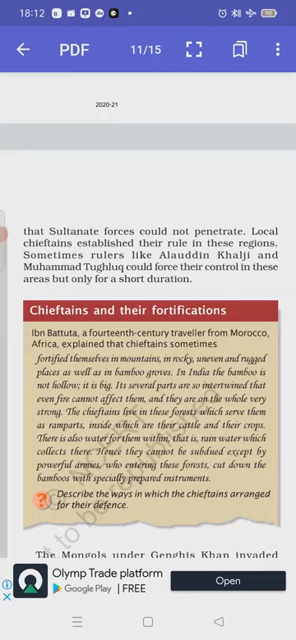 18:12
PDF
11/15
2020-21
that Sultanate forces could not penetrate. Local
chieftains established their rule in these regions.
Sometimes rulers like Alauddin Khalji and
Muhammad Tughluq could force their control in these
areas but only for a short duration.
Chieftains and their fortifications
Ibn Battuta, a fourteenth-century traveller from Morocco,
Africa, explained that chieftains sometimes
fortified themselves in mountains, in rocky, uneven and rugged
places as well as in bamboo groves. In India the bamboo is
not hollow; it is big. Its several parts are so intertwined that
even fire cannot affect them, and they are on the whole very
strong. The chieftains live in these forests which serve them
as ramparts, inside which are their cattle and their crops.
There is also water for them within, that is, rain water which
collects there. Hence they cannot be subdued except by
powerful armies, who entering these forests, cut down the
bamboos with specially prepared instruments.
?
Describe the ways in which the chieftains arranged
for their defence.
The Mongols under Genghis Khan invaded
Olymp Trade platform
Google Play | FREE
Open